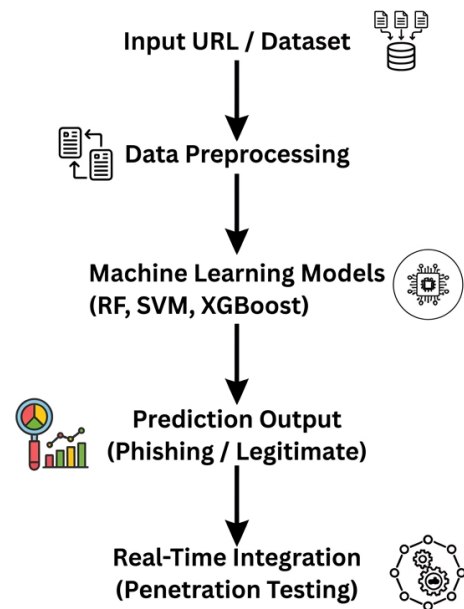 Input URL / Dataset
Data Preprocessing
Machine Learning Models
(RF, SVM, XGBoost)
Prediction Output
(Phishing / Legitimate)
Real-Time Integration
(Penetration Testing)